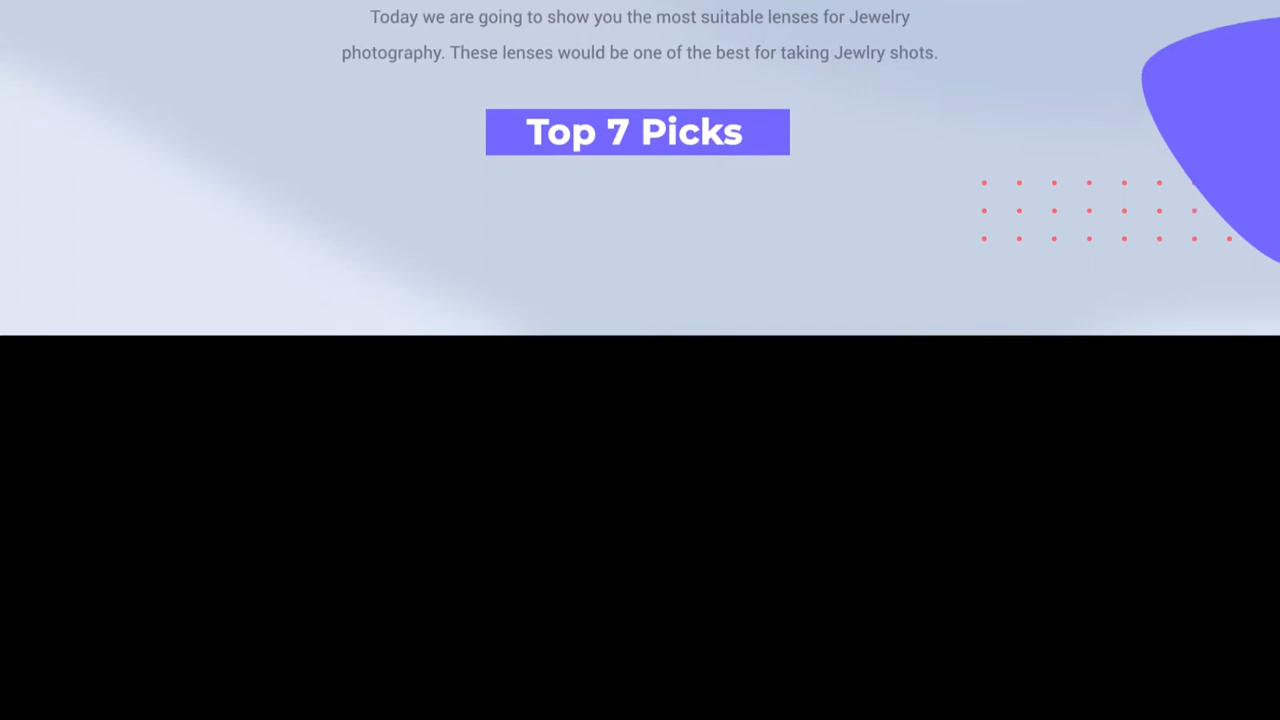 Today we are going to show you the most suitable lenses for Jewelry
photography. These lenses would be one of the best for taking Jewlry shots.
Top 7 Picks